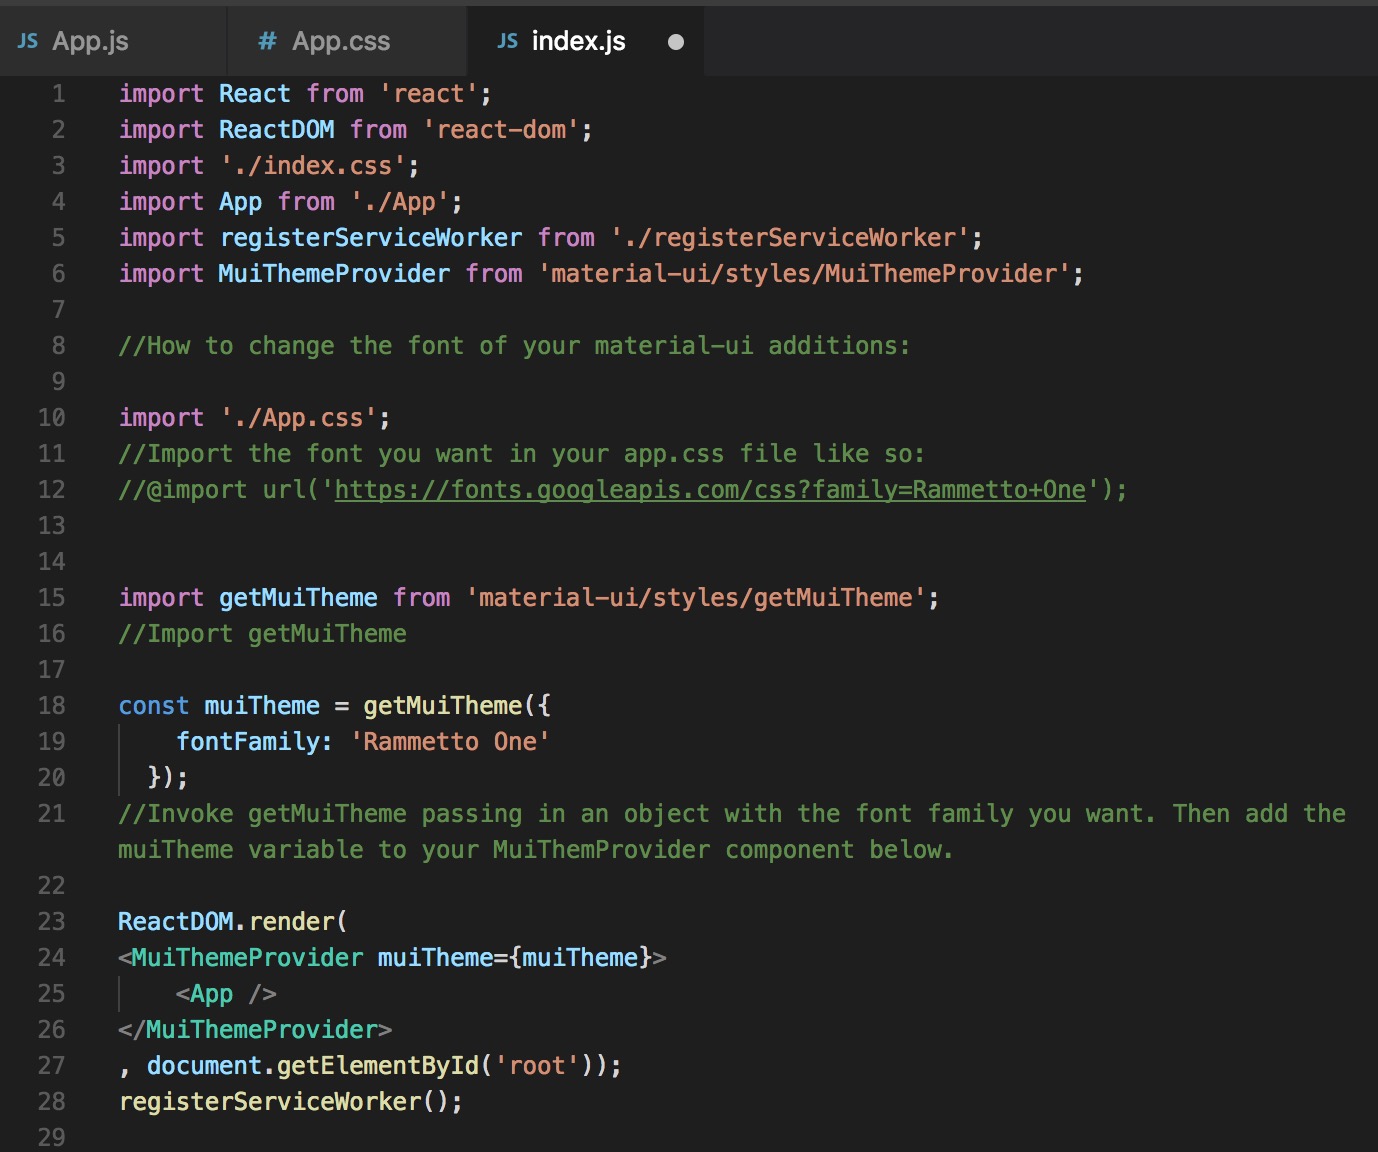 JS App.js # App.css JS index.js
1 import React from 'react';
2 import ReactDOM from 'react-dom';
3 import './index.css';
4 import App from './App';
5 import registerServiceWorker from './registerServiceWorker';
6 import MuiThemeProvider from 'material-ui/styles/MuiThemeProvider';
7
8 //How to change the font of your material-ui additions:
9
10 import './App.css';
11 //Import the font you want in your app.css file like so:
12 //@import url('https://fonts.googleapis.com/css?family=Rammetto+One');
13
14
15 import getMuiTheme from 'material-ui/styles/getMuiTheme';
16 //Import getMuiTheme
17
18 const muiTheme = getMuiTheme({
19 fontFamily: 'Rammetto One'
20 });
21 //Invoke getMuiTheme passing in an object with the font family you want. Then add the
muiTheme variable to your MuiThemProvider component below.
22
23 ReactDOM.render(
24 <MuiThemeProvider muiTheme={muiTheme}>
25 <App />
26 </MuiThemeProvider>
27 , document.getElementById('root'));
28 registerServiceWorker();
29